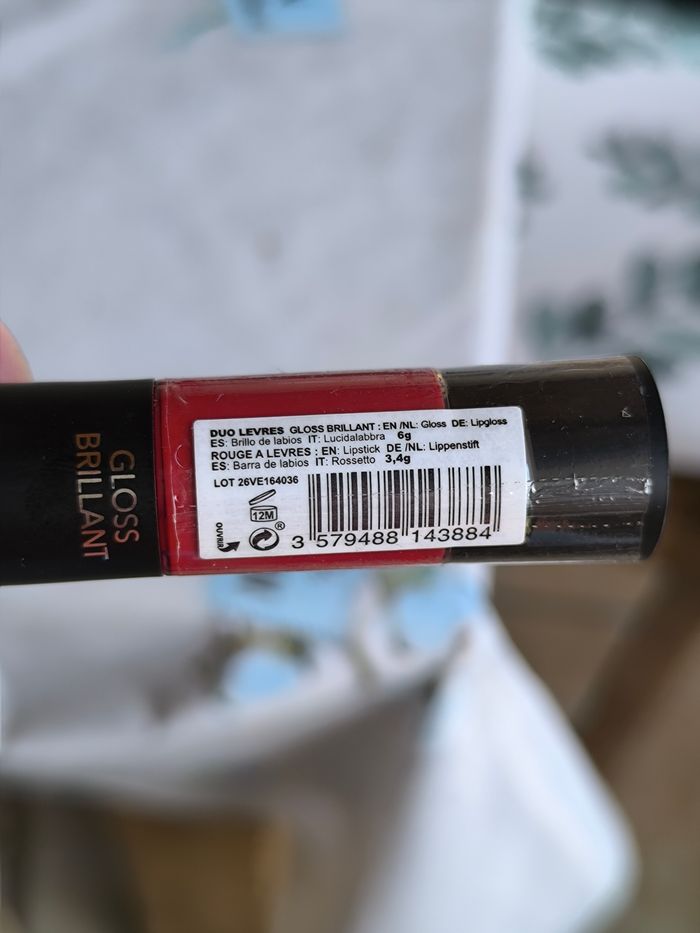 GLOSS
BRILLANT
DUO LEVRES GLOSS BRILLANT : EN /NL: Gloss DE: Lipgloss
ES: Brillo de labios IT: Lucidalabbra 6g
ROUGE A LEVRES : EN: Lipstick DE /NL: Lippenstift
ES: Barra de labios IT: Rossetto 3,4g
LOT 26VE164036
12M
OUVREZ
®
3 579488 143884